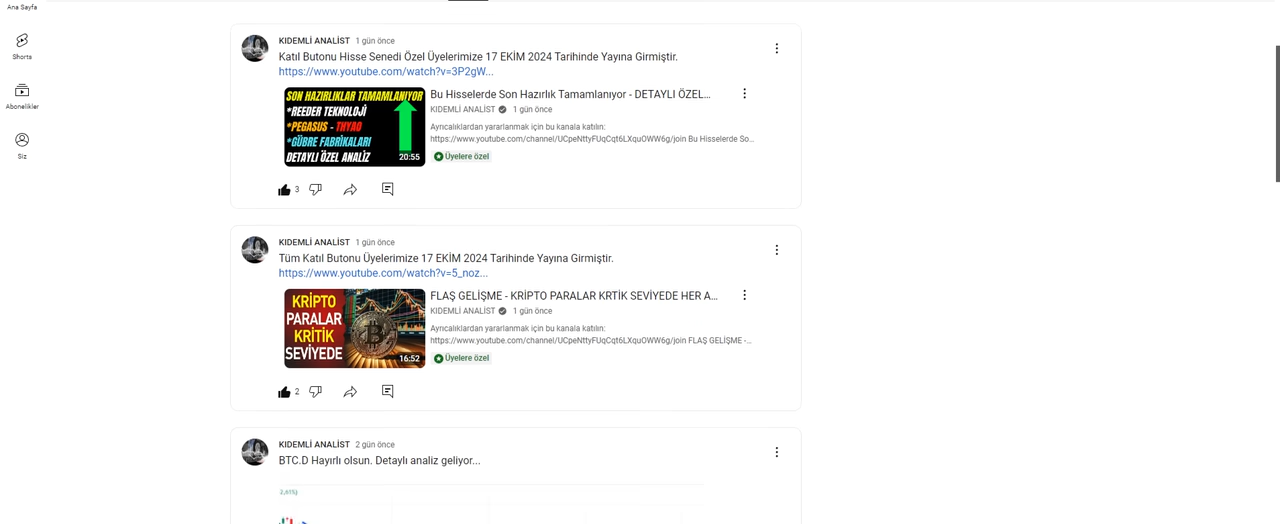 Ana Sayfa
Shorts
Abonelikler
Siz
KIDEMLİ ANALİST 1 gün önce
Katıl Butonu Hisse Senedi Özel Üyelerimize 17 EKİM 2024 Tarihinde Yayına Girmiştir.
https://www.youtube.com/watch?v=3P2gW...
SON HAZIRLIKLAR TAMAMLANIYOR
*REEDER TEKNOLOJİ
*PEGASUS - THYAO
*GÜBRE FABRİKALARI
DETAYLI ÖZEL ANALİZ
20:55
Bu Hisselerde Son Hazırlık Tamamlanıyor - DETAYLI ÖZEL...
KIDEMLİ ANALİST 1 gün önce
Ayrıcalıklardan yararlanmak için bu kanala katılın:
https://www.youtube.com/channel/UCpeNttyFUqCqt6LXquOWW6g/join Bu Hisselerde So...
Üyelere özel
3
KIDEMLİ ANALİST 1 gün önce
Tüm Katıl Butonu Üyelerimize 17 EKİM 2024 Tarihinde Yayına Girmiştir.
https://www.youtube.com/watch?v=5_noz...
KRİPTO
PARALAR
KRİTİK
SEVİYEDE
16:52
FLAŞ GELİŞME - KRİPTO PARALAR KRTİK SEVİYEDE HER A...
KIDEMLİ ANALİST 1 gün önce
Ayrıcalıklardan yararlanmak için bu kanala katılın:
https://www.youtube.com/channel/UCpeNttyFUqCqt6LXquOWW6g/join FLAŞ GELİŞME -...
Üyelere özel
2
KIDEMLİ ANALİST 2 gün önce
BTC.D Hayırlı olsun. Detaylı analiz geliyor...